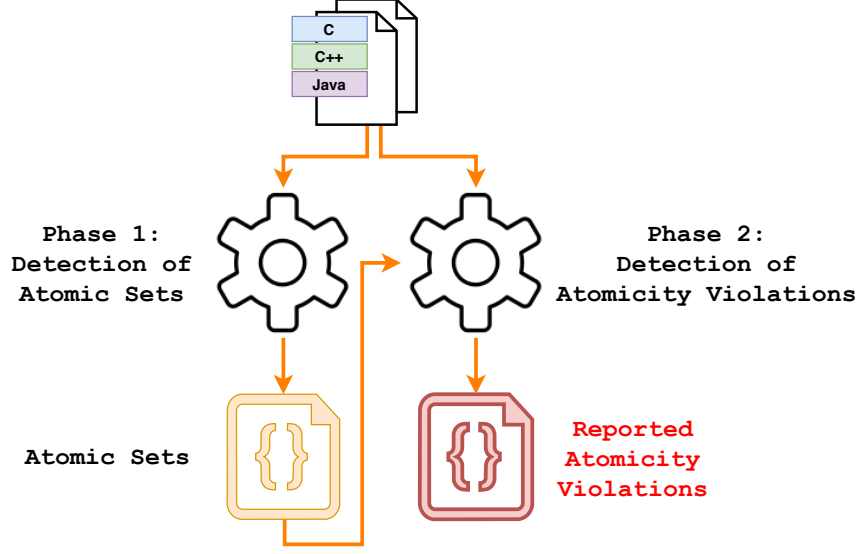 C
C++
Java
Phase 1:
Detection of
Atomic Sets
Phase 2:
Detection of
Atomicity Violations
Atomic Sets
{}
{}
Reported
Atomicity
Violations